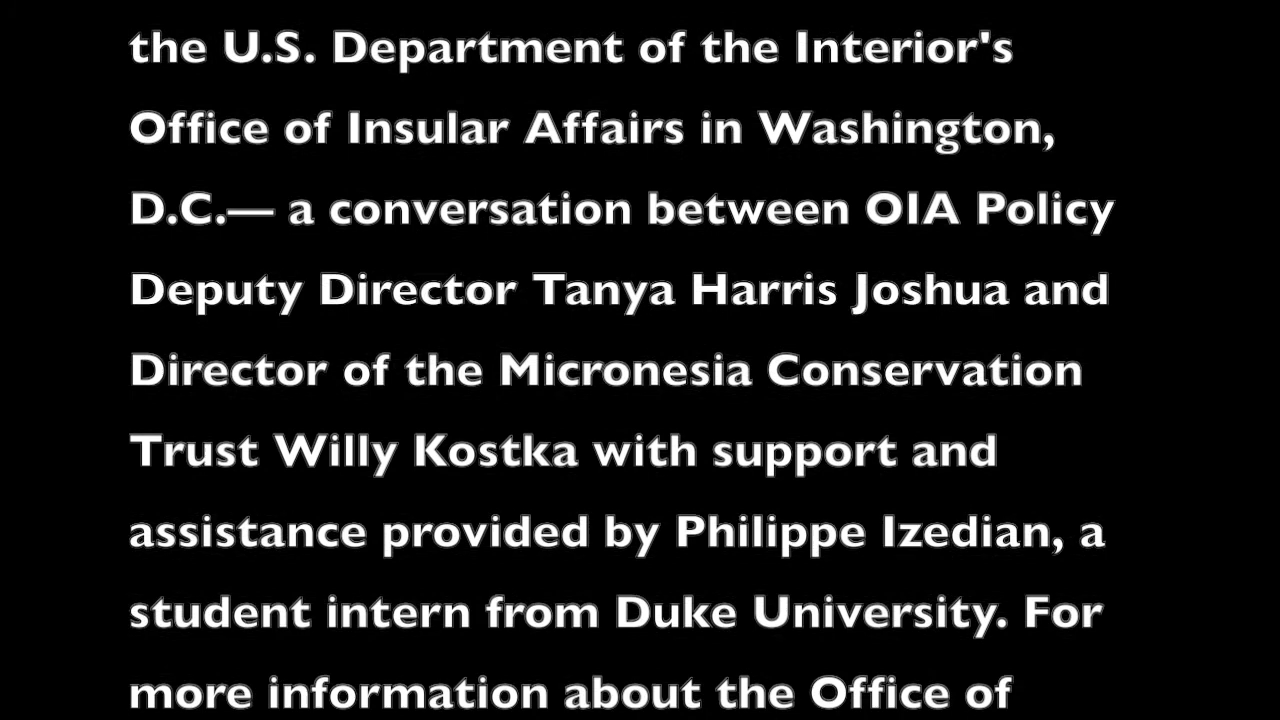 the U.S. Department of the Interior's
Office of Insular Affairs in Washington,
D.C.— a conversation between OIA Policy
Deputy Director Tanya Harris Joshua and
Director of the Micronesia Conservation
Trust Willy Kostka with support and
assistance provided by Philippe Izedian, a
student intern from Duke University. For
more information about the Office of